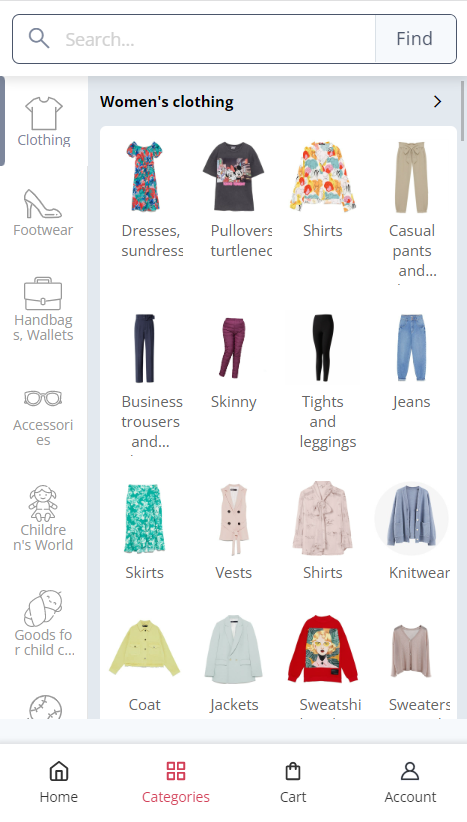 Search...
Find
Clothing
Footwear
Handbag
s, Wallets
Accessori
es
Childre
n's World
Goods fo
r child c...
Women's clothing
Dresses,
sundress
Pullovers
turtlenec
Shirts
Casual
pants
and...
Business
trousers
and...
Skinny
Tights
and
leggings
Jeans
Skirts
Vests
Shirts
Knitwear
Coat
Jackets
Sweatshi
Sweaters
Home
Categories
Cart
Account